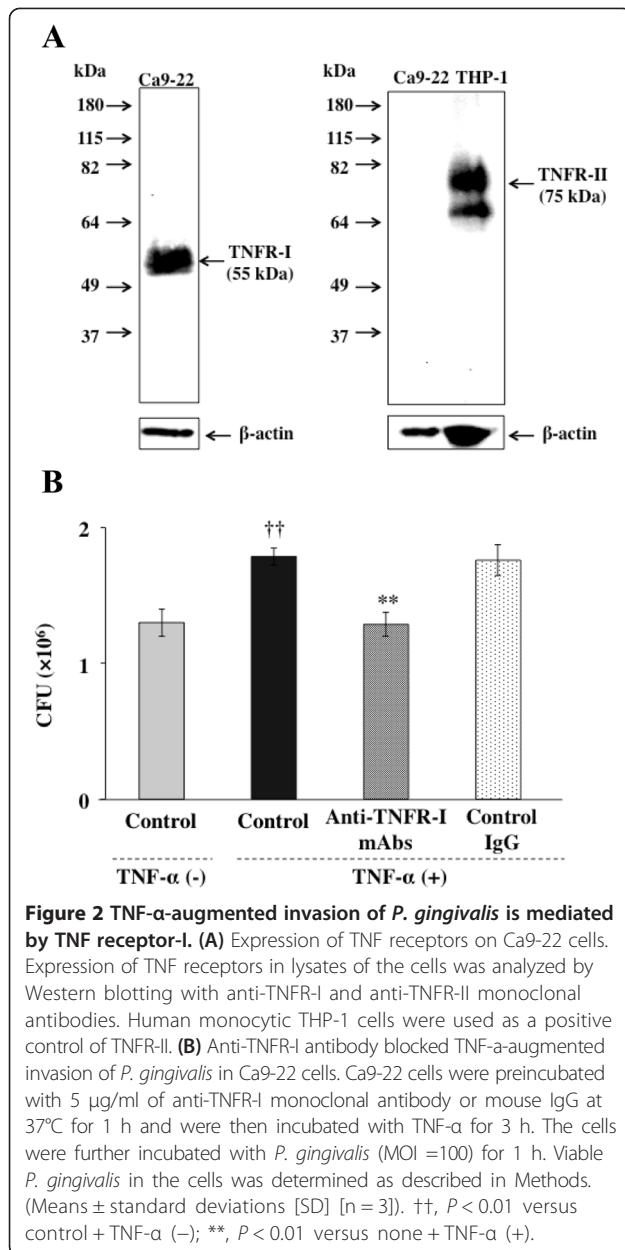 A
kDa
Ca9-22
180
115
82
64
49
37
TNFR-I
(55 kDa)
β-actin
kDa
Ca9-22 THP-1
180
115
82
64
49
37
TNFR-II
(75 kDa)
β-actin
B
CFU (×10⁶)
2
1
0
††
**
Control
Control
Anti-TNFR-I
mAbs
Control
IgG
TNF-α (-)
TNF-α (+)
Figure 2 TNF-α-augmented invasion of P. gingivalis is mediated
by TNF receptor-I. (A) Expression of TNF receptors on Ca9-22 cells.
Expression of TNF receptors in lysates of the cells was analyzed by
Western blotting with anti-TNFR-I and anti-TNFR-II monoclonal
antibodies. Human monocytic THP-1 cells were used as a positive
control of TNFR-II. (B) Anti-TNFR-I antibody blocked TNF-a-augmented
invasion of P. gingivalis in Ca9-22 cells. Ca9-22 cells were preincubated
with 5 μg/ml of anti-TNFR-I monoclonal antibody or mouse IgG at
37°C for 1 h and were then incubated with TNF-α for 3 h. The cells
were further incubated with P. gingivalis (MOI =100) for 1 h. Viable
P. gingivalis in the cells was determined as described in Methods.
(Means ± standard deviations [SD] [n = 3]). ††, P < 0.01 versus
control + TNF-α (−); **, P < 0.01 versus none + TNF-α (+).